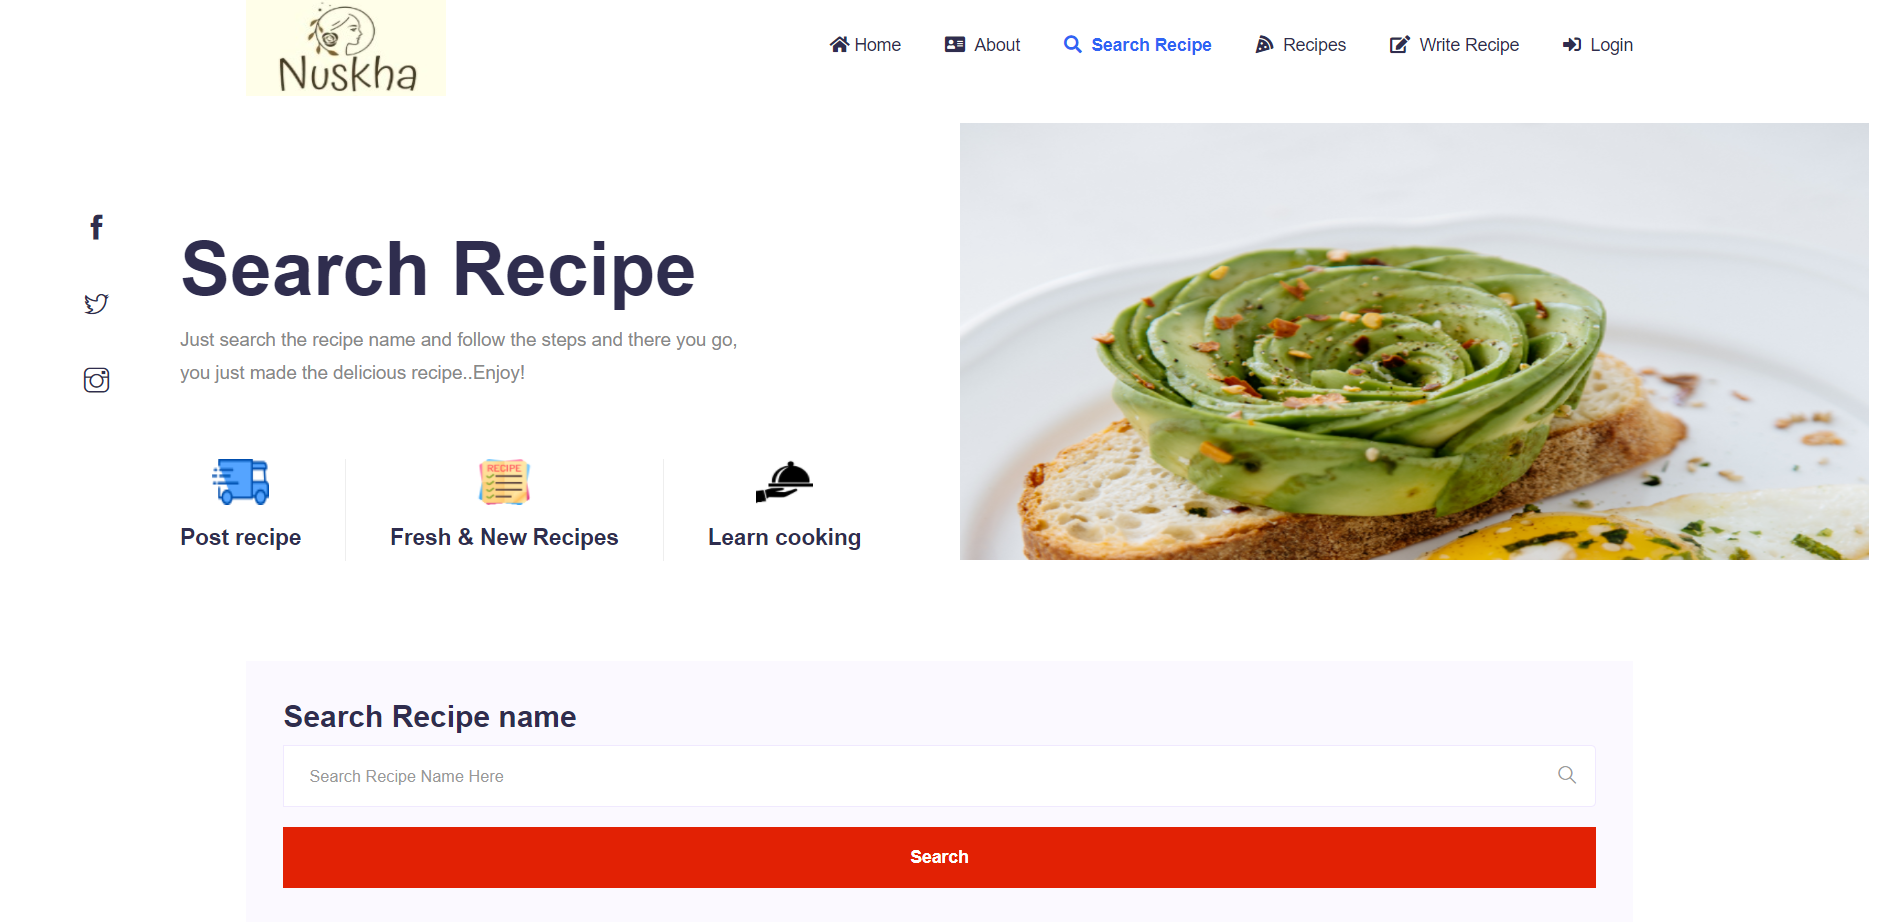 Nuskha
Home About Search Recipe Recipes Write Recipe Login
Search Recipe
Just search the recipe name and follow the steps and there you go,
you just made the delicious recipe..Enjoy!
RECIPE
Post recipe Fresh & New Recipes Learn cooking
Search Recipe name
Search Recipe Name Here
Search